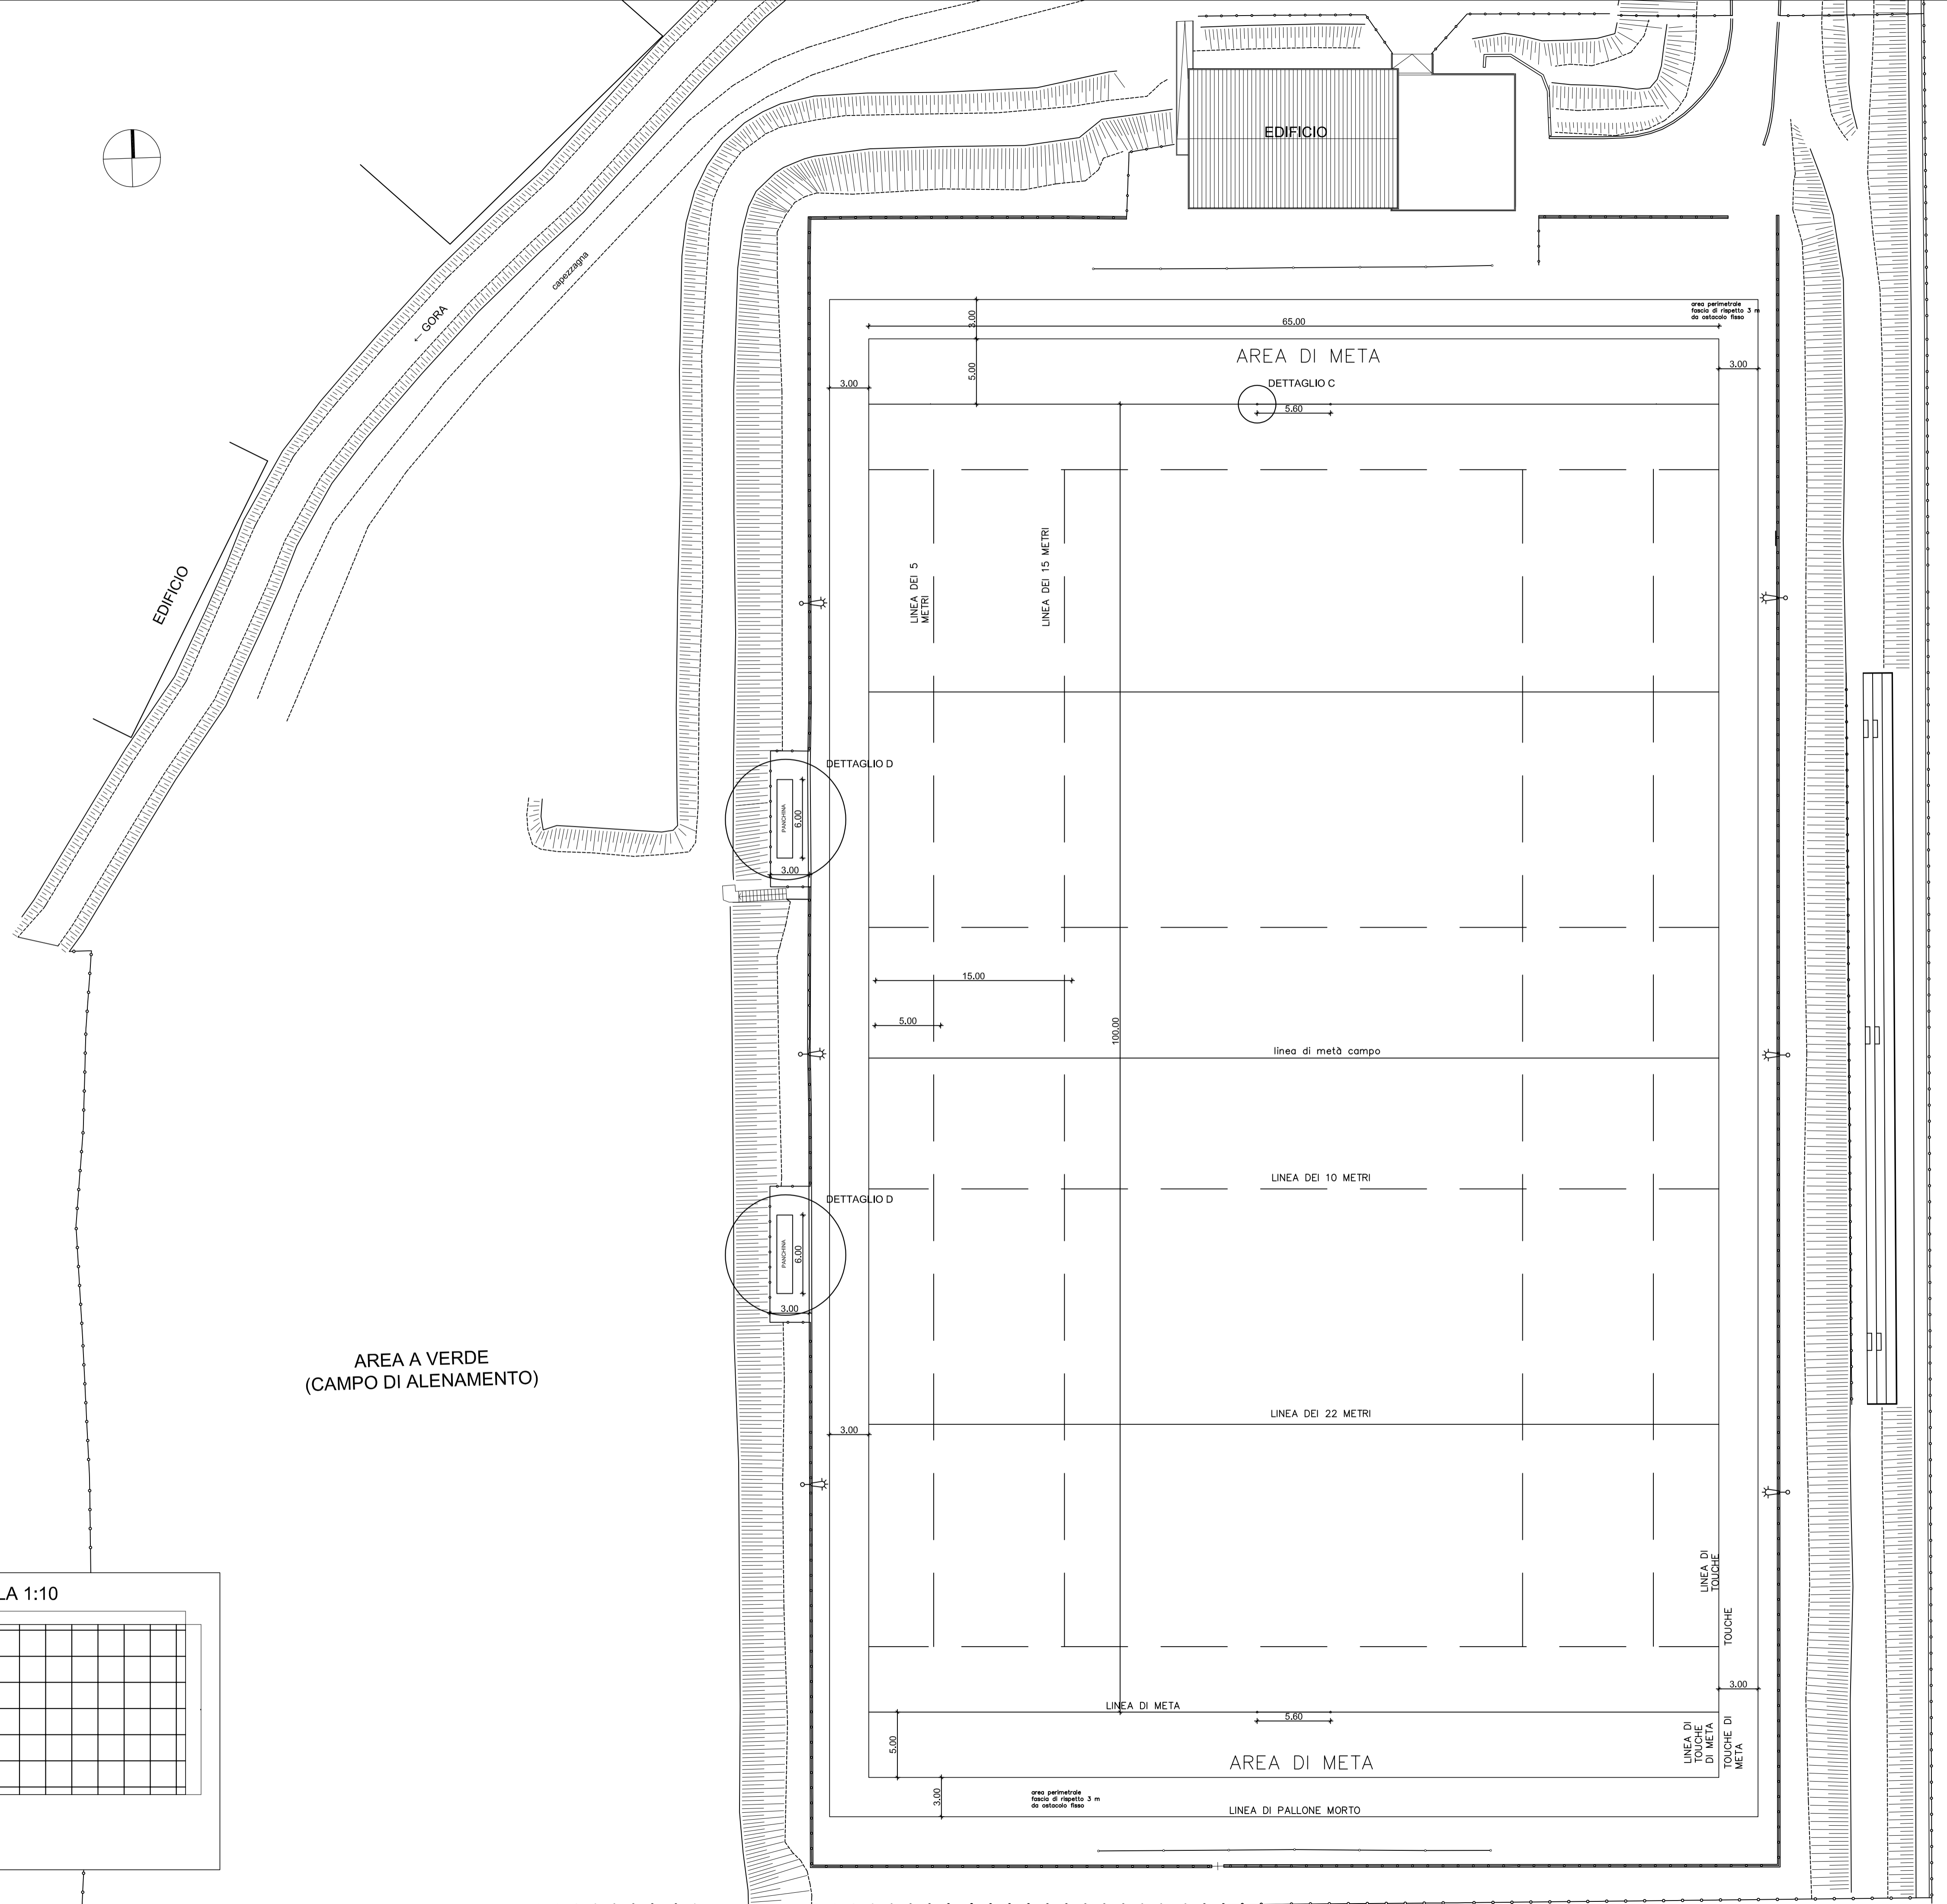 EDIFICIO
capezzagna
← GORA
area perimetrale
fascia di rispetto 3 m
da ostacolo fisso
3.00
65.00
AREA DI META
5.00
3.00
3.00
DETTAGLIO C
5.60
EDIFICIO
LINEA DEI 5
METRI
LINEA DEI 15 METRI
DETTAGLIO D
PANCHINA
6.00
3.00
15.00
5.00
100.00
linea di metà campo
LINEA DEI 10 METRI
DETTAGLIO D
PANCHINA
6.00
3.00
AREA A VERDE
(CAMPO DI ALENAMENTO)
LINEA DEI 22 METRI
3.00
LINEA DI
TOUCHE
TOUCHE
LA 1:10
3.00
LINEA DI META
5.60
5.00
AREA DI META
LINEA DI
TOUCHE
DI META
TOUCHE DI
META
3.00
area perimetrale
fascia di rispetto 3 m
da ostacolo fisso
LINEA DI PALLONE MORTO